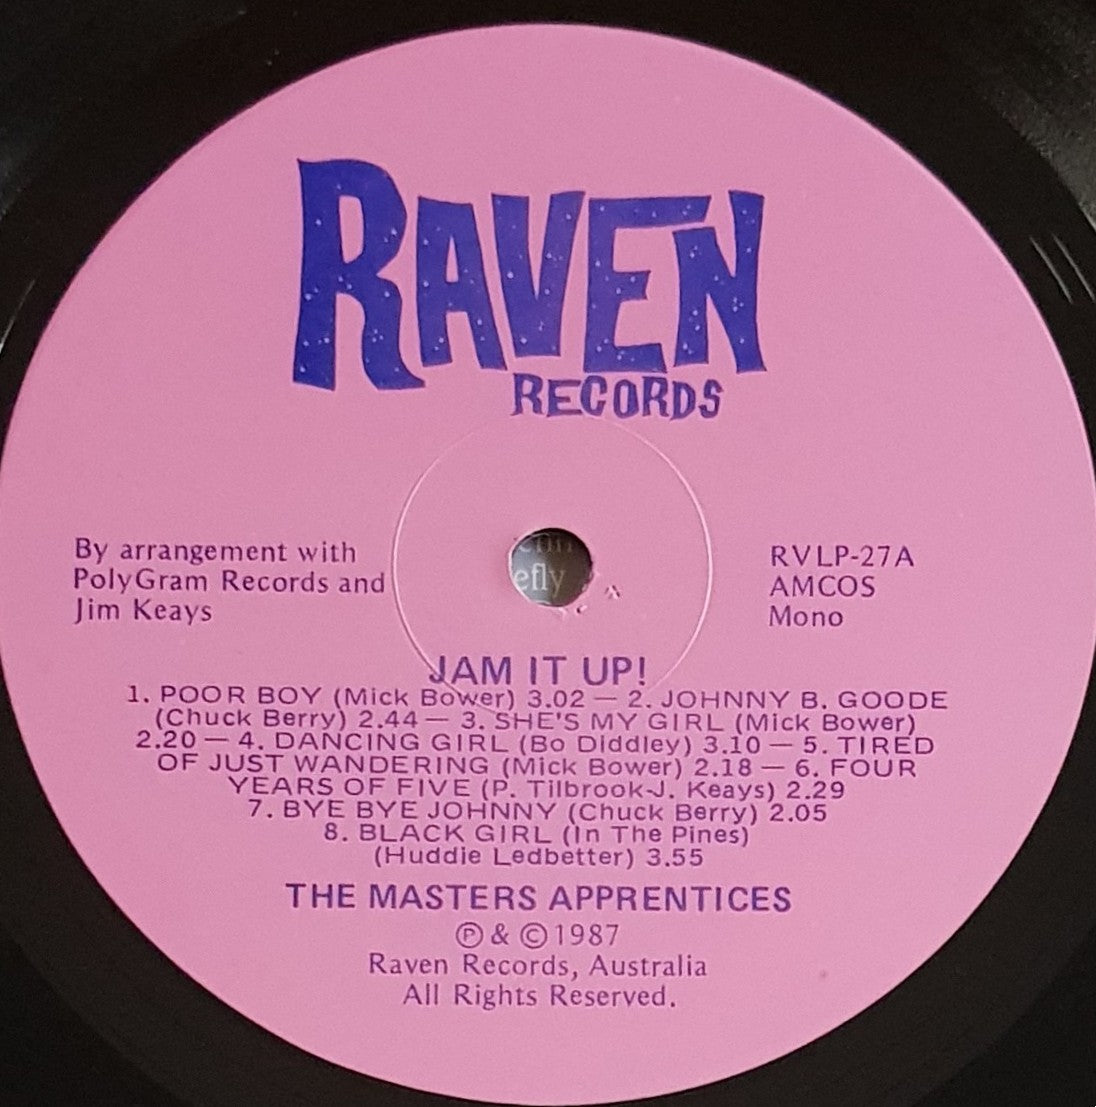 RAVEN
RECORDS
By arrangement with
PolyGram Records and
Jim Keays
RVLP-27A
AMCOS
Mono
efly
JAM IT UP!
1. POOR BOY (Mick Bower) 3.02 — 2. JOHNNY B. GOODE
(Chuck Berry) 2.44 — 3. SHE'S MY GIRL (Mick Bower)
2.20 — 4. DANCING GIRL (Bo Diddley) 3.10 — 5. TIRED
OF JUST WANDERING (Mick Bower) 2.18 — 6. FOUR
YEARS OF FIVE (P. Tilbrook-J. Keays) 2.29
7. BYE BYE JOHNNY (Chuck Berry) 2.05
8. BLACK GIRL (In The Pines)
(Huddie Ledbetter) 3.55
THE MASTERS APPRENTICES
Ⓟ & © 1987
Raven Records, Australia
All Rights Reserved.